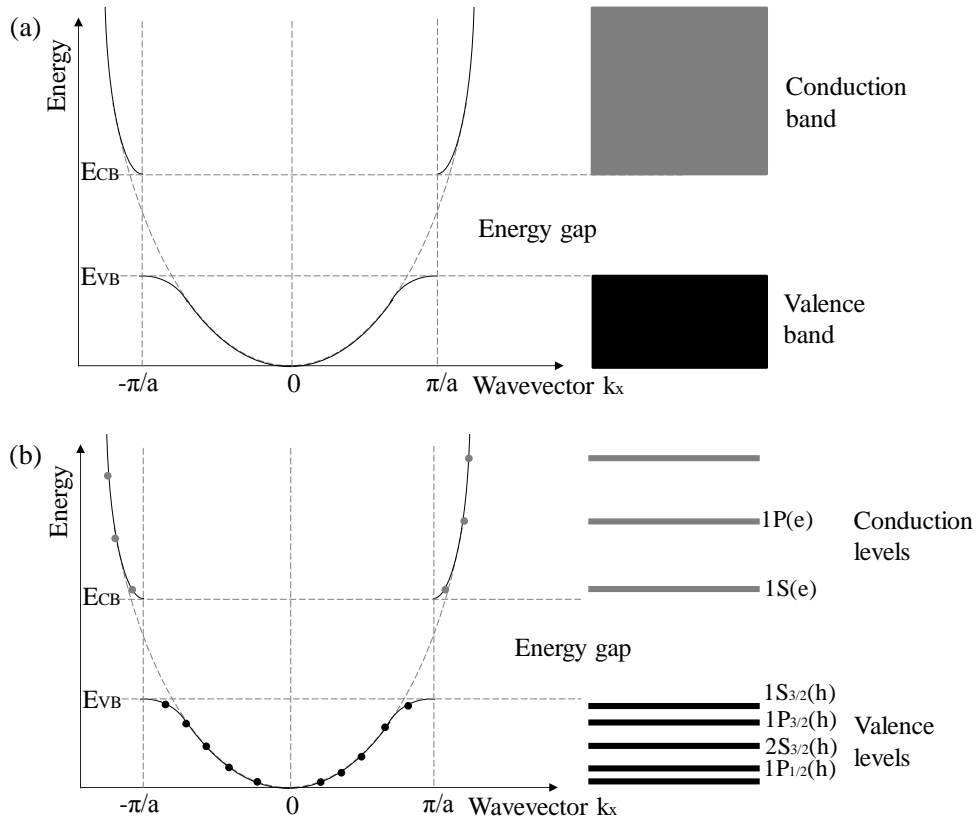 (a)
Energy
Conduction
band
ECB
Energy gap
EVB
Valence
band
-π/a
0
π/a
Wavevector kx
(b)
Energy
1P(e)
Conduction
levels
1S(e)
ECB
Energy gap
EVB
1S3/2(h)
1P3/2(h)
Valence
levels
2S3/2(h)
1P1/2(h)
-π/a
0
π/a
Wavevector kx